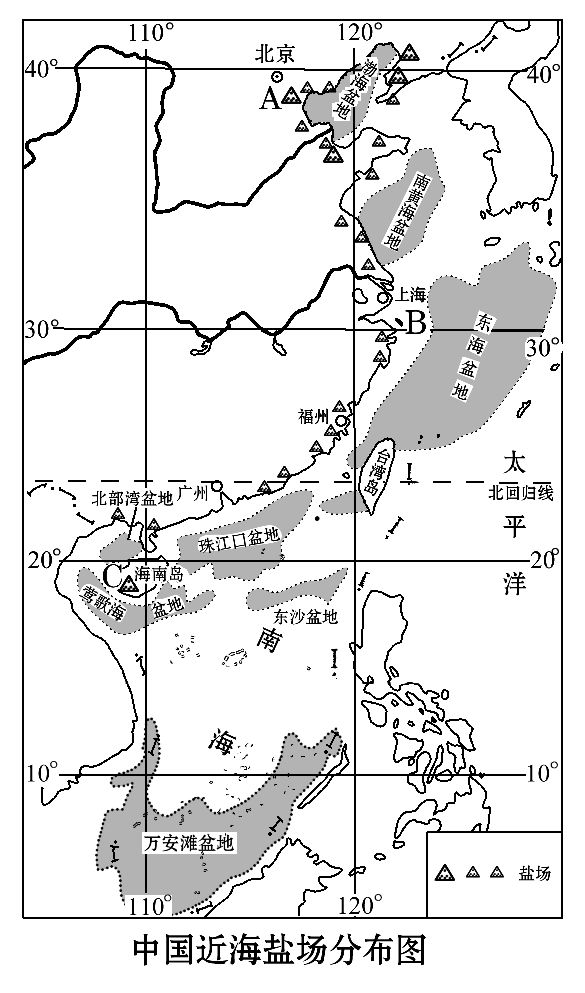 110°
120°
北京
40°
40°
A
渤海盆地
南黄海盆地
上海
B
30°
30°
东海盆地
福州
台湾岛
太平洋
北部湾盆地
广州
北回归线
珠江口盆地
20°
20°
C
海南岛
莺歌海盆地
东沙盆地
南海
10°
10°
万安滩盆地
盐场
110°
120°
中国近海盐场分布图